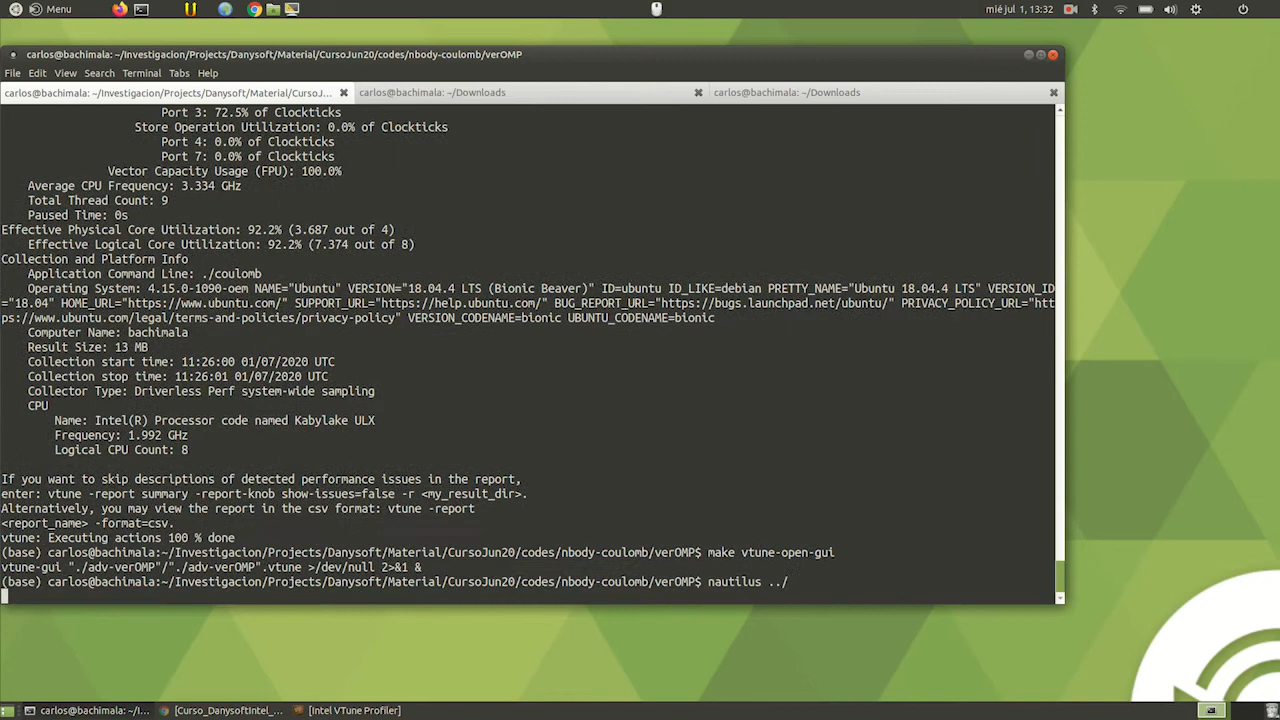 Menu
mié jul 1, 13:32
carlos@bachimala: ~/Investigacion/Projects/Danysoft/Material/CursoJun20/codes/nbody-coulomb/verOMP
File Edit View Search Terminal Tabs Help
carlos@bachimala: ~/Investigacion/Projects/Danysoft/Material/CursoJ... carlos@bachimala: ~/Downloads carlos@bachimala: ~/Downloads
Port 3: 72.5% of Clockticks
Store Operation Utilization: 0.0% of Clockticks
Port 4: 0.0% of Clockticks
Port 7: 0.0% of Clockticks
Vector Capacity Usage (FPU): 100.0%
Average CPU Frequency: 3.334 GHz
Total Thread Count: 9
Paused Time: 0s
Effective Physical Core Utilization: 92.2% (3.687 out of 4)
Effective Logical Core Utilization: 92.2% (7.374 out of 8)
Collection and Platform Info
Application Command Line: ./coulomb
Operating System: 4.15.0-1090-oem NAME="Ubuntu" VERSION="18.04.4 LTS (Bionic Beaver)" ID=ubuntu ID_LIKE=debian PRETTY_NAME="Ubuntu 18.04.4 LTS" VERSION_ID
="18.04" HOME_URL="https://www.ubuntu.com/" SUPPORT_URL="https://help.ubuntu.com/" BUG_REPORT_URL="https://bugs.launchpad.net/ubuntu/" PRIVACY_POLICY_URL="htt
ps://www.ubuntu.com/legal/terms-and-policies/privacy-policy" VERSION_CODENAME=bionic UBUNTU_CODENAME=bionic
Computer Name: bachimala
Result Size: 13 MB
Collection start time: 11:26:00 01/07/2020 UTC
Collection stop time: 11:26:01 01/07/2020 UTC
Collector Type: Driverless Perf system-wide sampling
CPU
Name: Intel(R) Processor code named Kabylake ULX
Frequency: 1.992 GHz
Logical CPU Count: 8
If you want to skip descriptions of detected performance issues in the report,
enter: vtune -report summary -report-knob show-issues=false -r <my_result_dir>.
Alternatively, you may view the report in the csv format: vtune -report
<report_name> -format=csv.
vtune: Executing actions 100 % done
(base) carlos@bachimala:~/Investigacion/Projects/Danysoft/Material/CursoJun20/codes/nbody-coulomb/verOMP$ make vtune-open-gui
vtune-gui "./adv-verOMP"/"./adv-verOMP".vtune >/dev/null 2>&1 &
(base) carlos@bachimala:~/Investigacion/Projects/Danysoft/Material/CursoJun20/codes/nbody-coulomb/verOMP$ nautilus ../
carlos@bachimala: ~/I... [Curso_DanysoftIntel_... [Intel VTune Profiler]